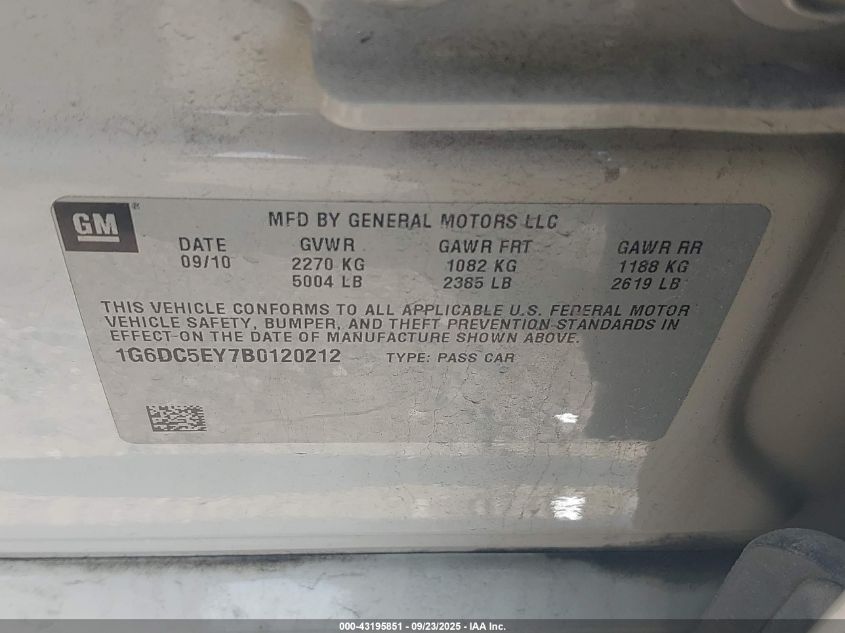 GM ®
MFD BY GENERAL MOTORS LLC
DATE GVWR GAWR FRT GAWR RR
09/10 2270 KG 1082 KG 1188 KG
5004 LB 2385 LB 2619 LB
THIS VEHICLE CONFORMS TO ALL APPLICABLE U.S. FEDERAL MOTOR
VEHICLE SAFETY, BUMPER, AND THEFT PREVENTION STANDARDS IN
EFFECT ON THE DATE OF MANUFACTURE SHOWN ABOVE.
1G6DC5EY7B0120212 TYPE: PASS CAR
000-43195851 - 09/23/2025 - IAA Inc.